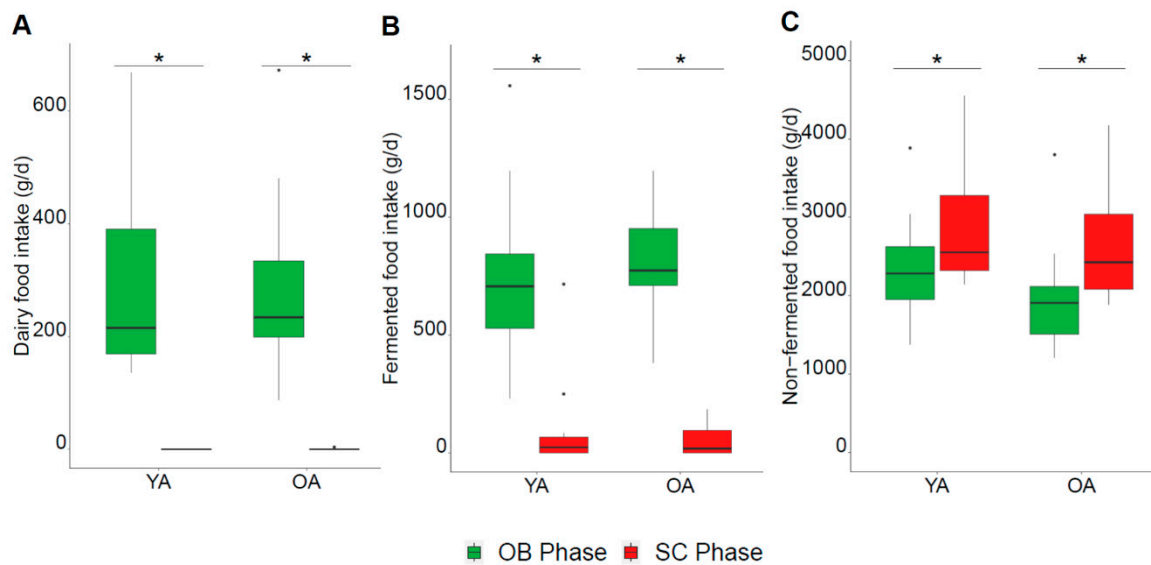 A
Dairy food intake (g/d)
600
400
200
0
* *
YA OA
B
Fermented food intake (g/d)
1500
1000
500
0
* *
YA OA
C
Non-fermented food intake (g/d)
5000
4000
3000
2000
1000
0
* *
YA OA
OB Phase SC Phase